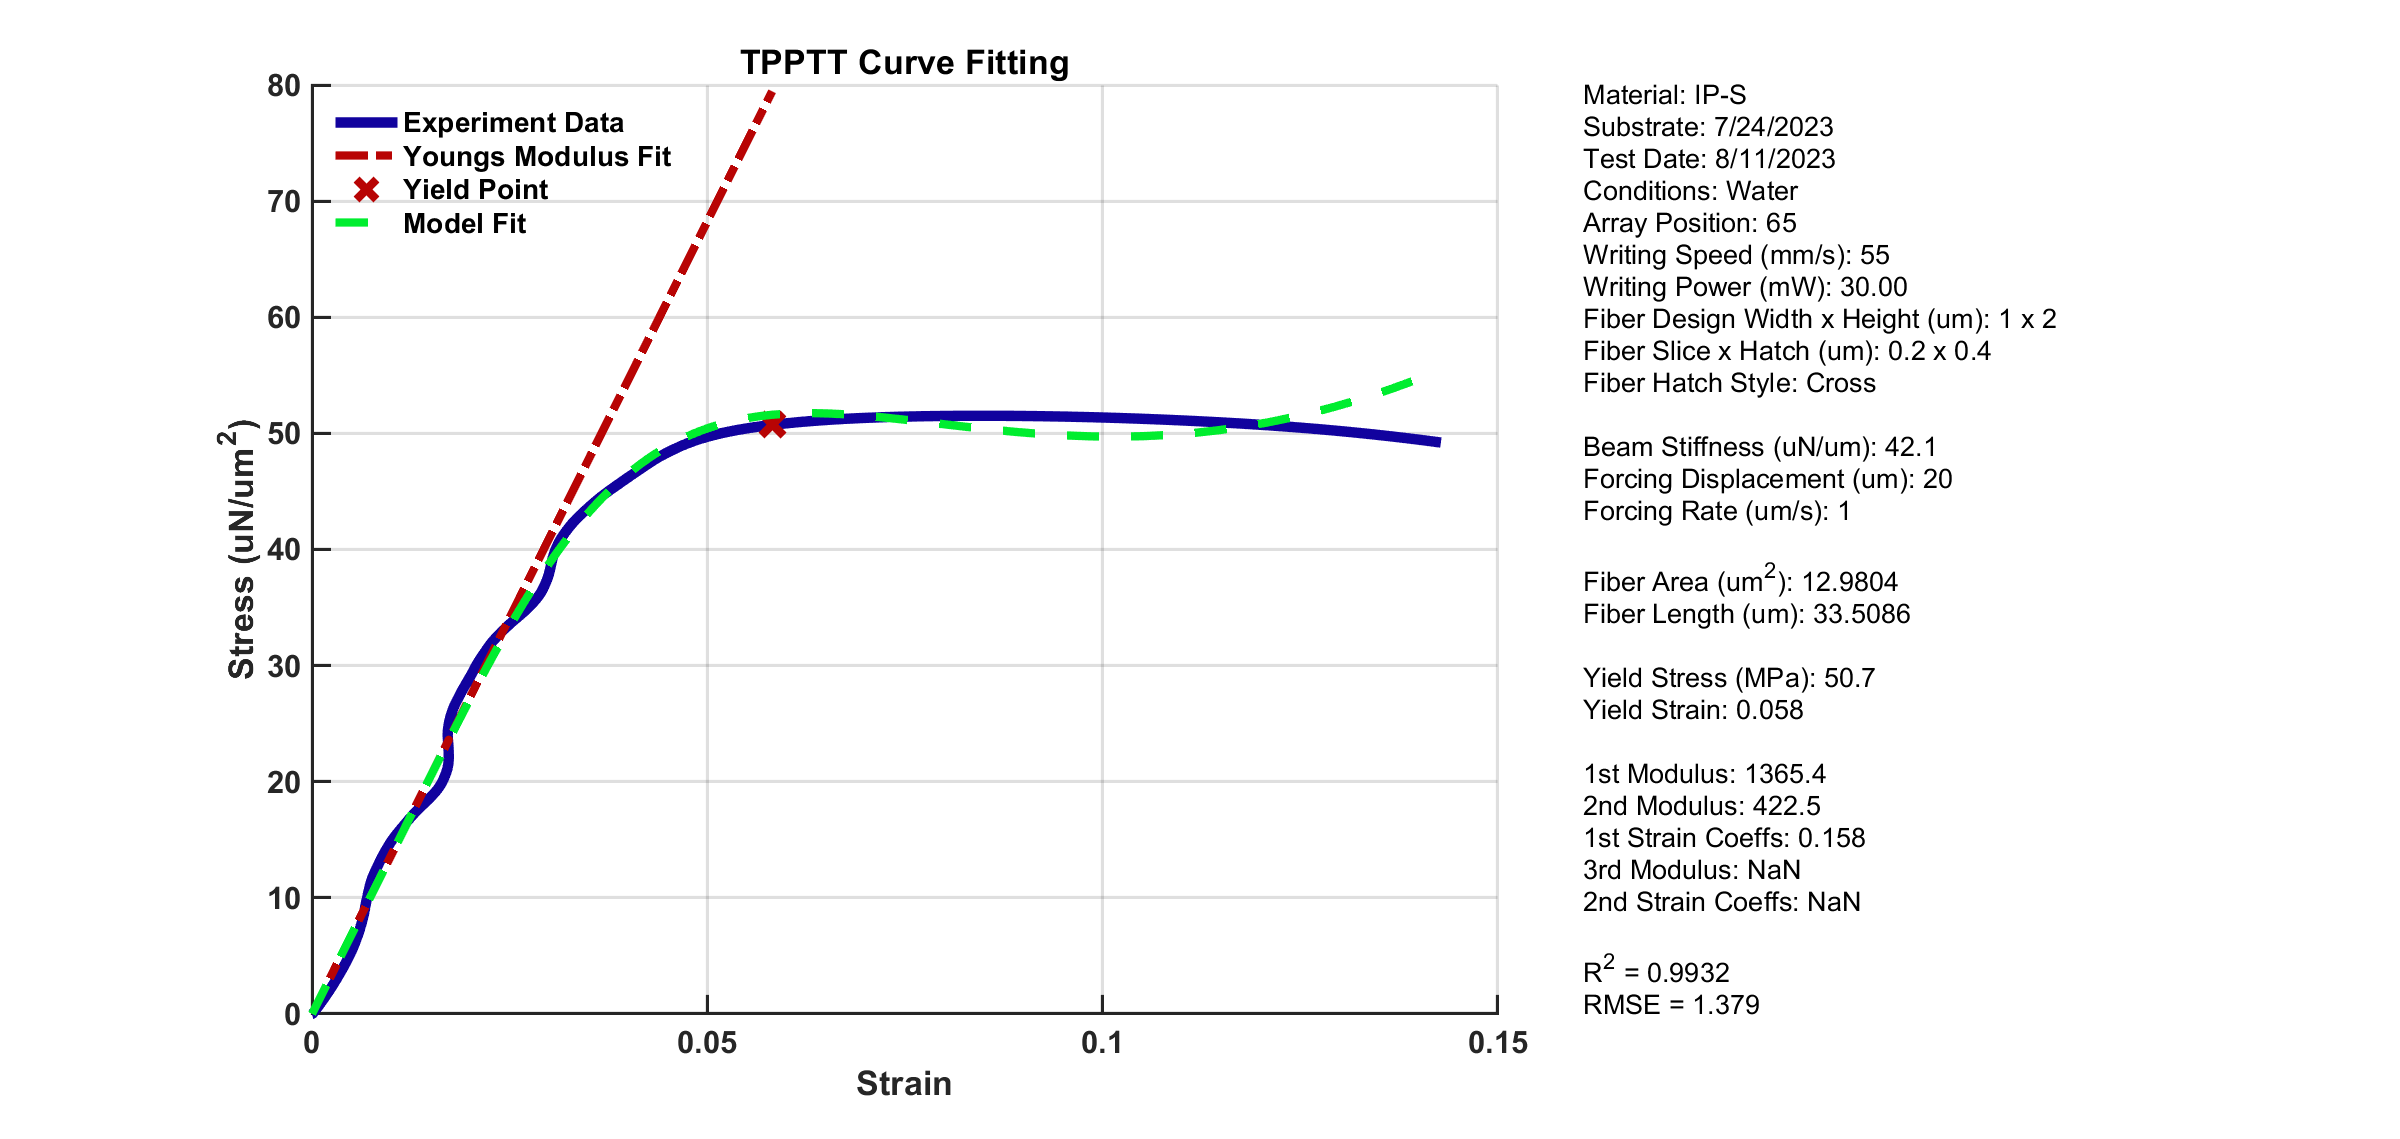 TPPTT Curve Fitting
80
70
60
50
40
30
20
10
0
Stress (uN/um²)
Experiment Data
Youngs Modulus Fit
Yield Point
Model Fit
0
0.05
0.1
0.15
Strain
Material: IP-S
Substrate: 7/24/2023
Test Date: 8/11/2023
Conditions: Water
Array Position: 65
Writing Speed (mm/s): 55
Writing Power (mW): 30.00
Fiber Design Width x Height (um): 1 x 2
Fiber Slice x Hatch (um): 0.2 x 0.4
Fiber Hatch Style: Cross
Beam Stiffness (uN/um): 42.1
Forcing Displacement (um): 20
Forcing Rate (um/s): 1
Fiber Area (um²): 12.9804
Fiber Length (um): 33.5086
Yield Stress (MPa): 50.7
Yield Strain: 0.058
1st Modulus: 1365.4
2nd Modulus: 422.5
1st Strain Coeffs: 0.158
3rd Modulus: NaN
2nd Strain Coeffs: NaN
R² = 0.9932
RMSE = 1.379